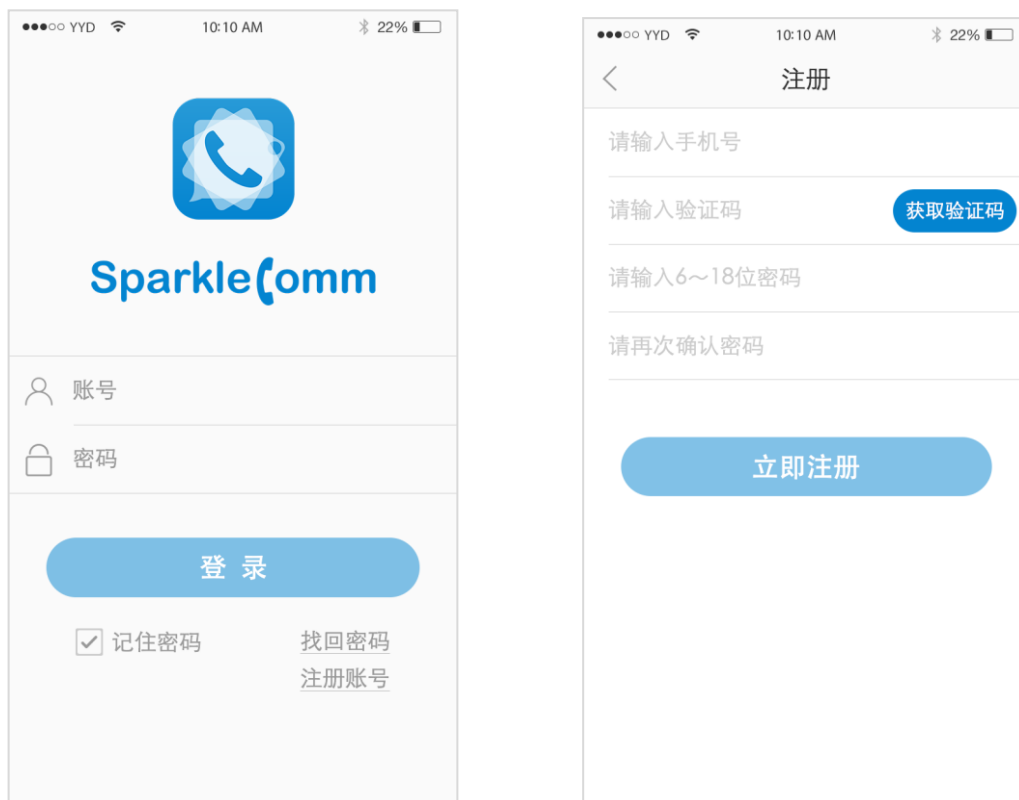 YYD 10:10 AM 22%
SparkleComm
账号
密码
登 录
记住密码 找回密码
注册账号
YYD 10:10 AM 22%
注册
请输入手机号
请输入验证码 获取验证码
请输入6～18位密码
请再次确认密码
立即注册